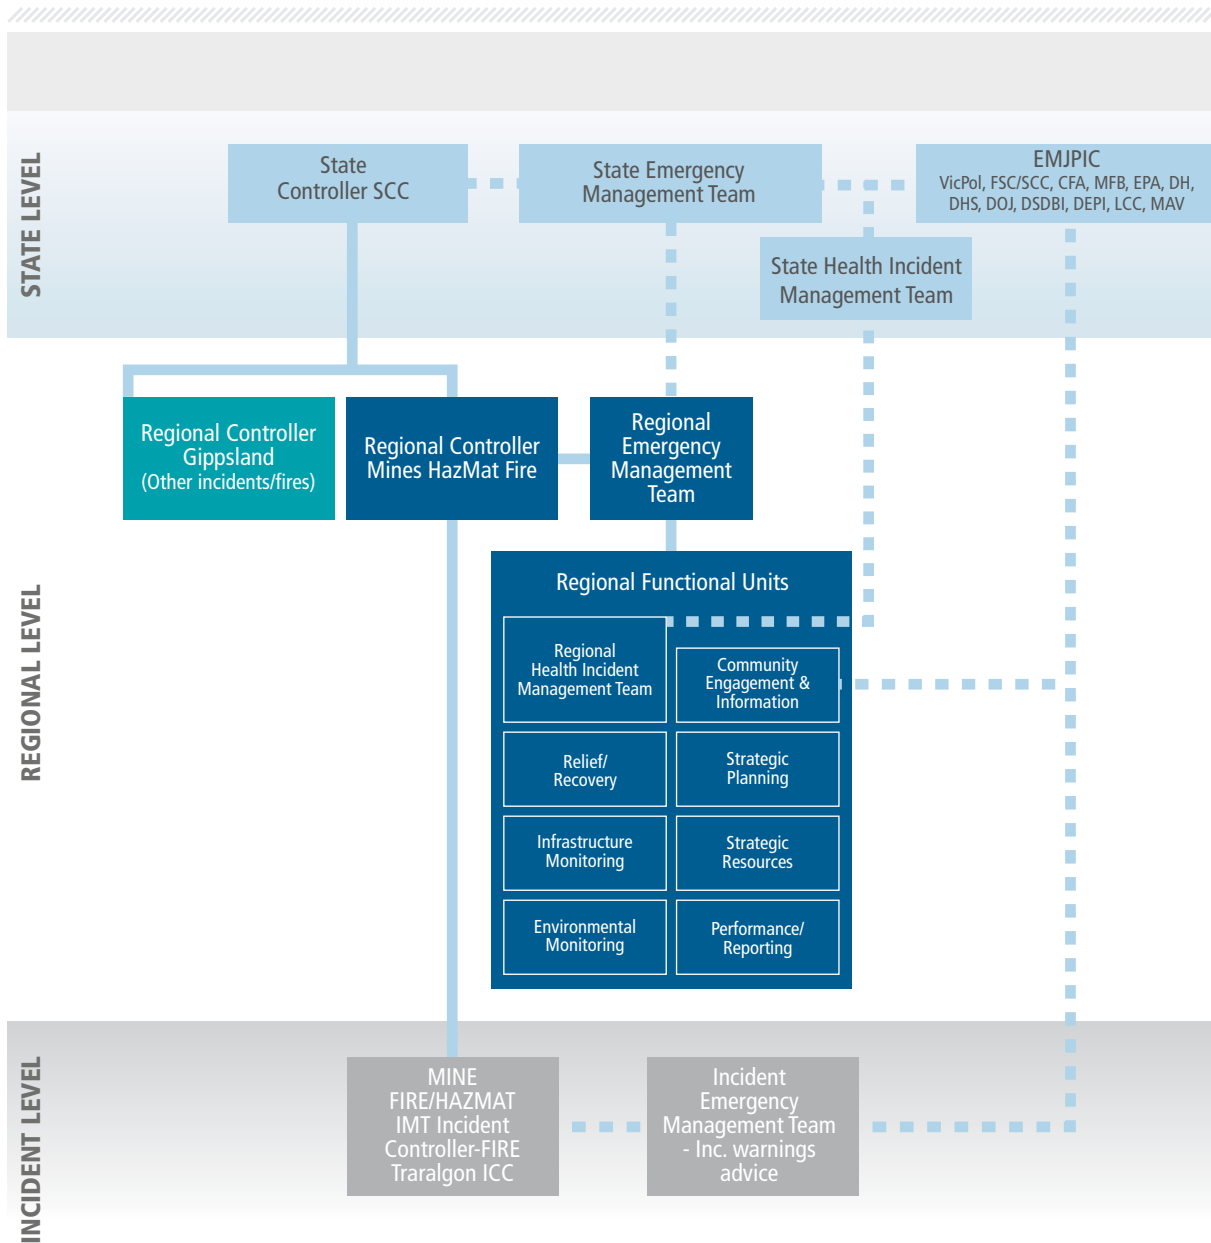 STATE LEVEL
State
Controller SCC
State Emergency
Management Team
EMJPIC
VicPol, FSC/SCC, CFA, MFB, EPA, DH,
DHS, DOJ, DSDBI, DEPI, LCC, MAV
State Health Incident
Management Team
REGIONAL LEVEL
Regional Controller
Gippsland
(Other incidents/fires)
Regional Controller
Mines HazMat Fire
Regional
Emergency
Management
Team
Regional Functional Units
Regional
Health Incident
Management Team
Community
Engagement &
Information
Relief/
Recovery
Strategic
Planning
Infrastructure
Monitoring
Strategic
Resources
Environmental
Monitoring
Performance/
Reporting
INCIDENT LEVEL
MINE
FIRE/HAZMAT
IMT Incident
Controller-FIRE
Traralgon ICC
Incident
Emergency
Management Team
- Inc. warnings
advice